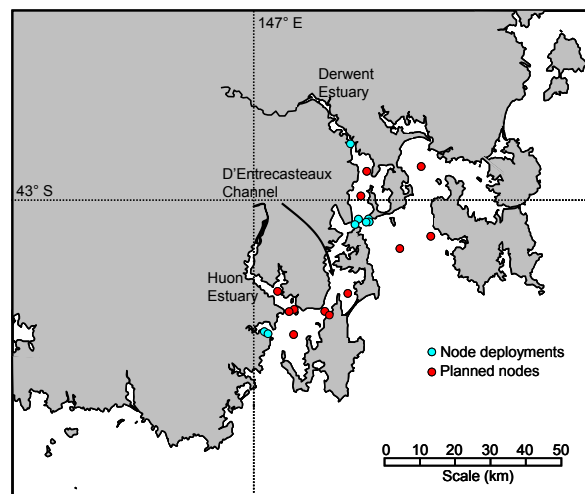 147° E
Derwent
Estuary
D'Entrecasteaux
Channel
43° S
Huon
Estuary
Node deployments
Planned nodes
0 10 20 30 40 50
Scale (km)